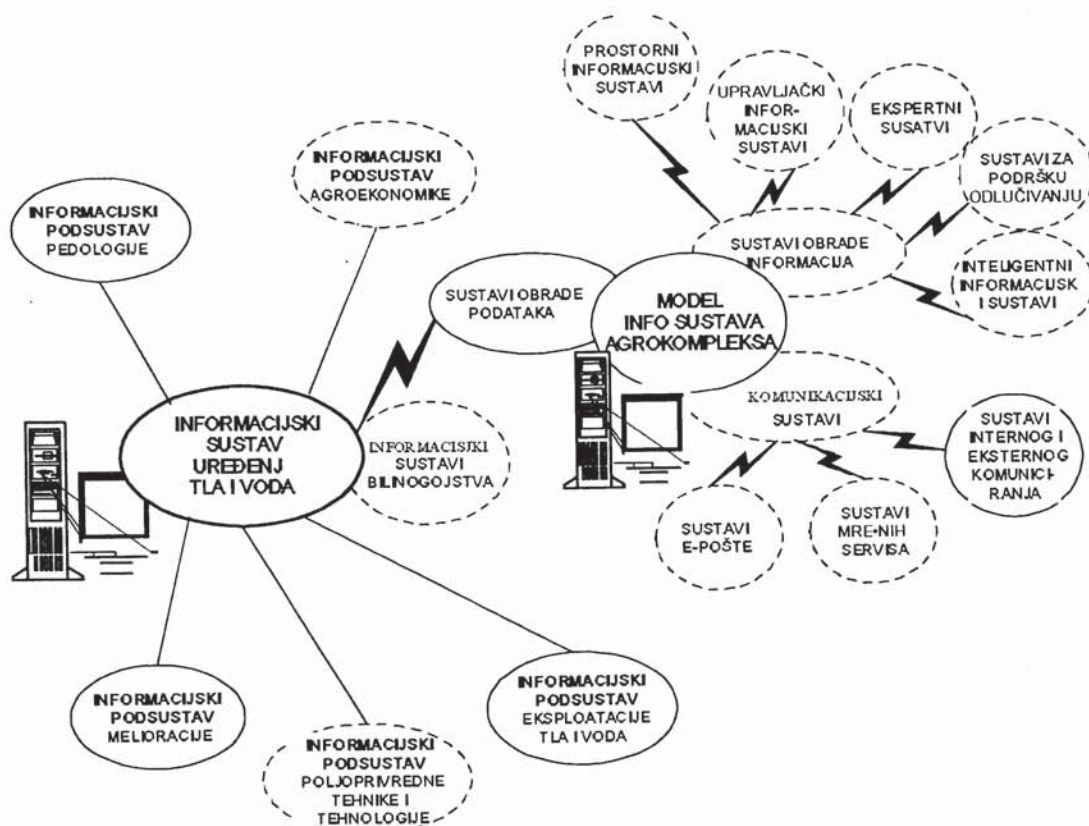 PROSTORNI
INFORMACIJSKI
SUSTAVI
UPRAVLJAČKI
INFOR-
MACIJSKI
SUSTAVI
EKSPERTNI
SUSATVI
SUSTAVI ZA
PODRŠKU
ODLUČIVANJU
INTELIGENTNI
INFORMACIJSK
I SUSTAVI
SUSTAVI OBRADE
INFORMACIJA
INFORMACIJSKI
PODSUSTAV
AGROEKONOMIKE
INFORMACIJSKI
PODSUSTAV
PEDOLOGIJE
SUSTAVI OBRADE
PODATAKA
MODEL
INFO SUSTAVA
AGROKOMPLEKSA
KOMUNIKACIJSKI
SUSTAVI
SUSTAVI
INTERNOG I
EKSTERNOG
KOMUNICI-
RANJA
SUSTAVI
MRE-NIH
SERVISA
SUSTAVI
E-POŠTE
INFORMACIJSKI
SUSTAV
UREĐENJ
TLA I VODA
INFORMACISIKI
SUSTAVI
BILINOGOJSTVA
INFORMACIJSKI
PODSUSTAV
MELIORACIJE
INFORMACIJSKI
PODSUSTAV
POLJOPRIVREDNE
TEHNIKE I
TEHNOLOGIJE
INFORMACIJSKI
PODSUSTAV
EKSPLOATACIJE
TLA I VODA